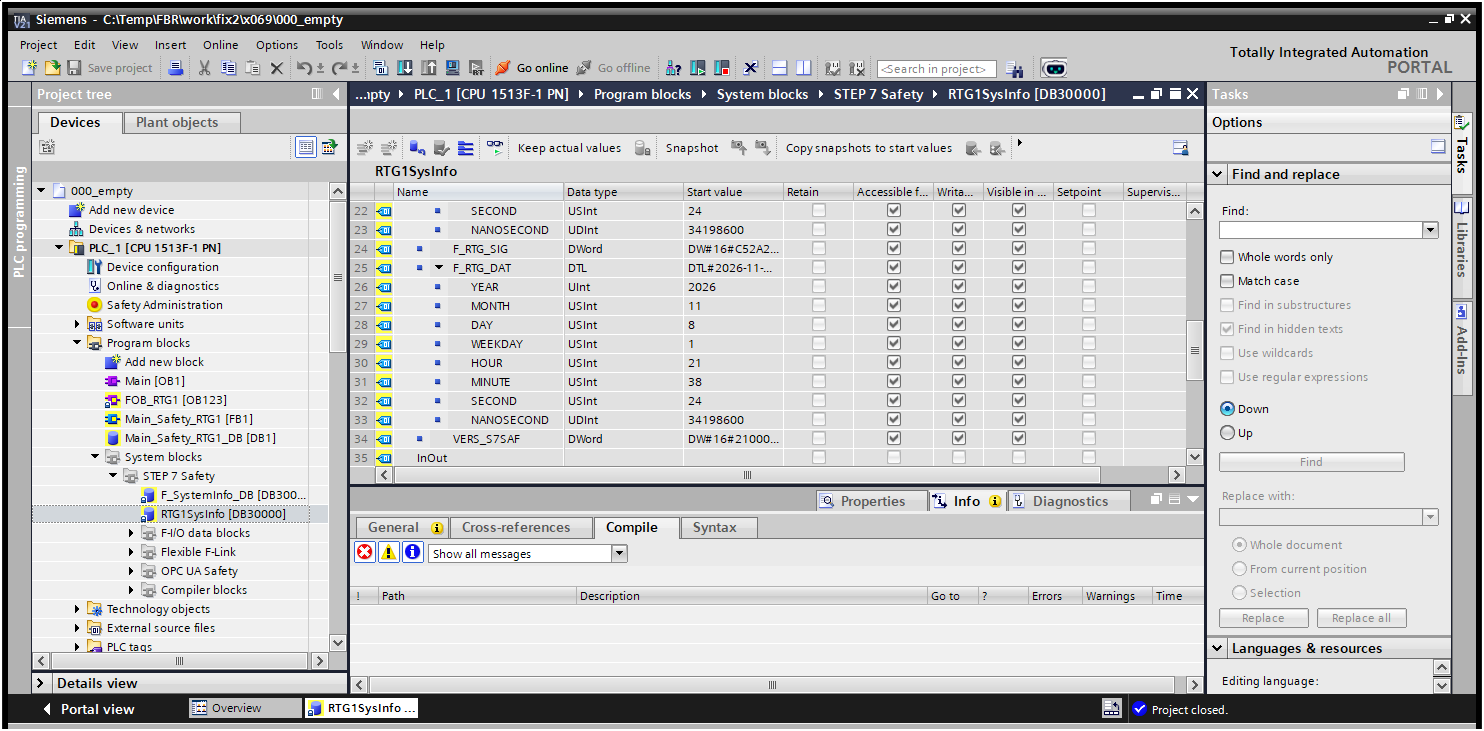 TIA V21 Siemens - C:\Temp\FBR\work\fix2\x069\000_empty
Project Edit View Insert Online Options Tools Window Help
Totally Integrated Automation
PORTAL
Save project Go online Go offline <Search in project>
Project tree
Devices Plant objects
PLC programming
000_empty
Add new device
Devices & networks
PLC_1 [CPU 1513F-1 PN]
Device configuration
Online & diagnostics
Safety Administration
Software units
Program blocks
Add new block
Main [OB1]
FOB_RTG1 [OB123]
Main_Safety_RTG1 [FB1]
Main_Safety_RTG1_DB [DB1]
System blocks
STEP 7 Safety
F_SystemInfo_DB [DB300...
RTG1SysInfo [DB30000]
F-I/O data blocks
Flexible F-Link
OPC UA Safety
Compiler blocks
Technology objects
External source files
PLC tags
Details view
...mpty PLC_1 [CPU 1513F-1 PN] Program blocks System blocks STEP 7 Safety RTG1SysInfo [DB30000]
Keep actual values Snapshot Copy snapshots to start values
RTG1SysInfo
Name Data type Start value Retain Accessible f... Writa... Visible in ... Setpoint Supervis...
22 SECOND USInt 24
23 NANOSECOND UDInt 34198600
24 F_RTG_SIG DWord DW#16#C52A2...
25 F_RTG_DAT DTL DTL#2026-11-...
26 YEAR UInt 2026
27 MONTH USInt 11
28 DAY USInt 8
29 WEEKDAY USInt 1
30 HOUR USInt 21
31 MINUTE USInt 38
32 SECOND USInt 24
33 NANOSECOND UDInt 34198600
34 VERS_S7SAF DWord DW#16#21000...
35 InOut
Properties Info Diagnostics
General Cross-references Compile Syntax
Show all messages
! Path Description Go to ? Errors Warnings Time
Tasks
Options
Find and replace
Find:
Whole words only
Match case
Find in substructures
Find in hidden texts
Use wildcards
Use regular expressions
Down
Up
Find
Replace with:
Whole document
From current position
Selection
Replace Replace all
Languages & resources
Editing language:
Tasks
Libraries
Add-Ins
Portal view Overview RTG1SysInfo ... Project closed.